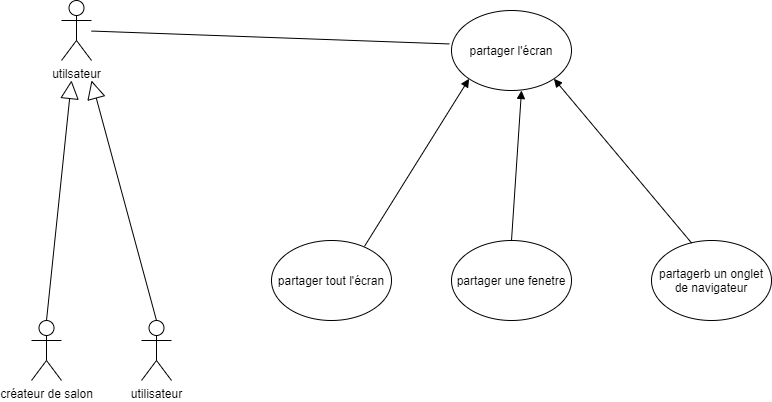 partager l'écran
utilsateur
partager tout l'écran
partager une fenetre
partagerb un onglet
de navigateur
créateur de salon
utilisateur